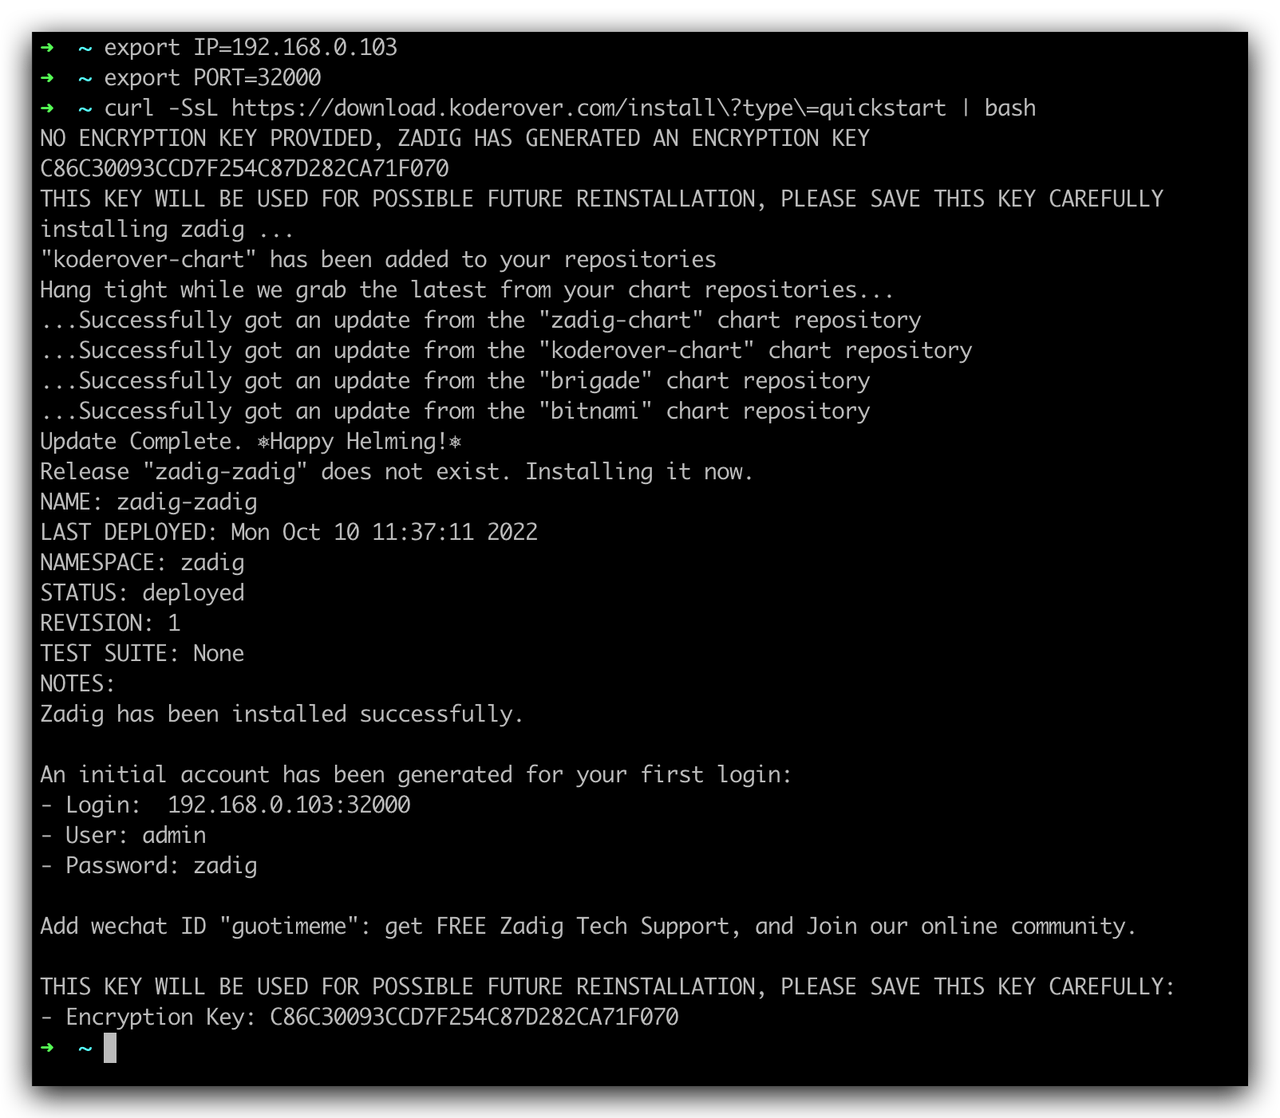 ➜  ~ export IP=192.168.0.103
➜  ~ export PORT=32000
➜  ~ curl -SsL https://download.koderover.com/install\?type\=quickstart | bash
NO ENCRYPTION KEY PROVIDED, ZADIG HAS GENERATED AN ENCRYPTION KEY
C86C30093CCD7F254C87D282CA71F070
THIS KEY WILL BE USED FOR POSSIBLE FUTURE REINSTALLATION, PLEASE SAVE THIS KEY CAREFULLY
installing zadig ...
"koderover-chart" has been added to your repositories
Hang tight while we grab the latest from your chart repositories...
...Successfully got an update from the "zadig-chart" chart repository
...Successfully got an update from the "koderover-chart" chart repository
...Successfully got an update from the "brigade" chart repository
...Successfully got an update from the "bitnami" chart repository
Update Complete. ⎈Happy Helming!⎈
Release "zadig-zadig" does not exist. Installing it now.
NAME: zadig-zadig
LAST DEPLOYED: Mon Oct 10 11:37:11 2022
NAMESPACE: zadig
STATUS: deployed
REVISION: 1
TEST SUITE: None
NOTES:
Zadig has been installed successfully.

An initial account has been generated for your first login:
- Login:  192.168.0.103:32000
- User: admin
- Password: zadig

Add wechat ID "guotimeme": get FREE Zadig Tech Support, and Join our online community.

THIS KEY WILL BE USED FOR POSSIBLE FUTURE REINSTALLATION, PLEASE SAVE THIS KEY CAREFULLY:
- Encryption Key: C86C30093CCD7F254C87D282CA71F070
➜  ~